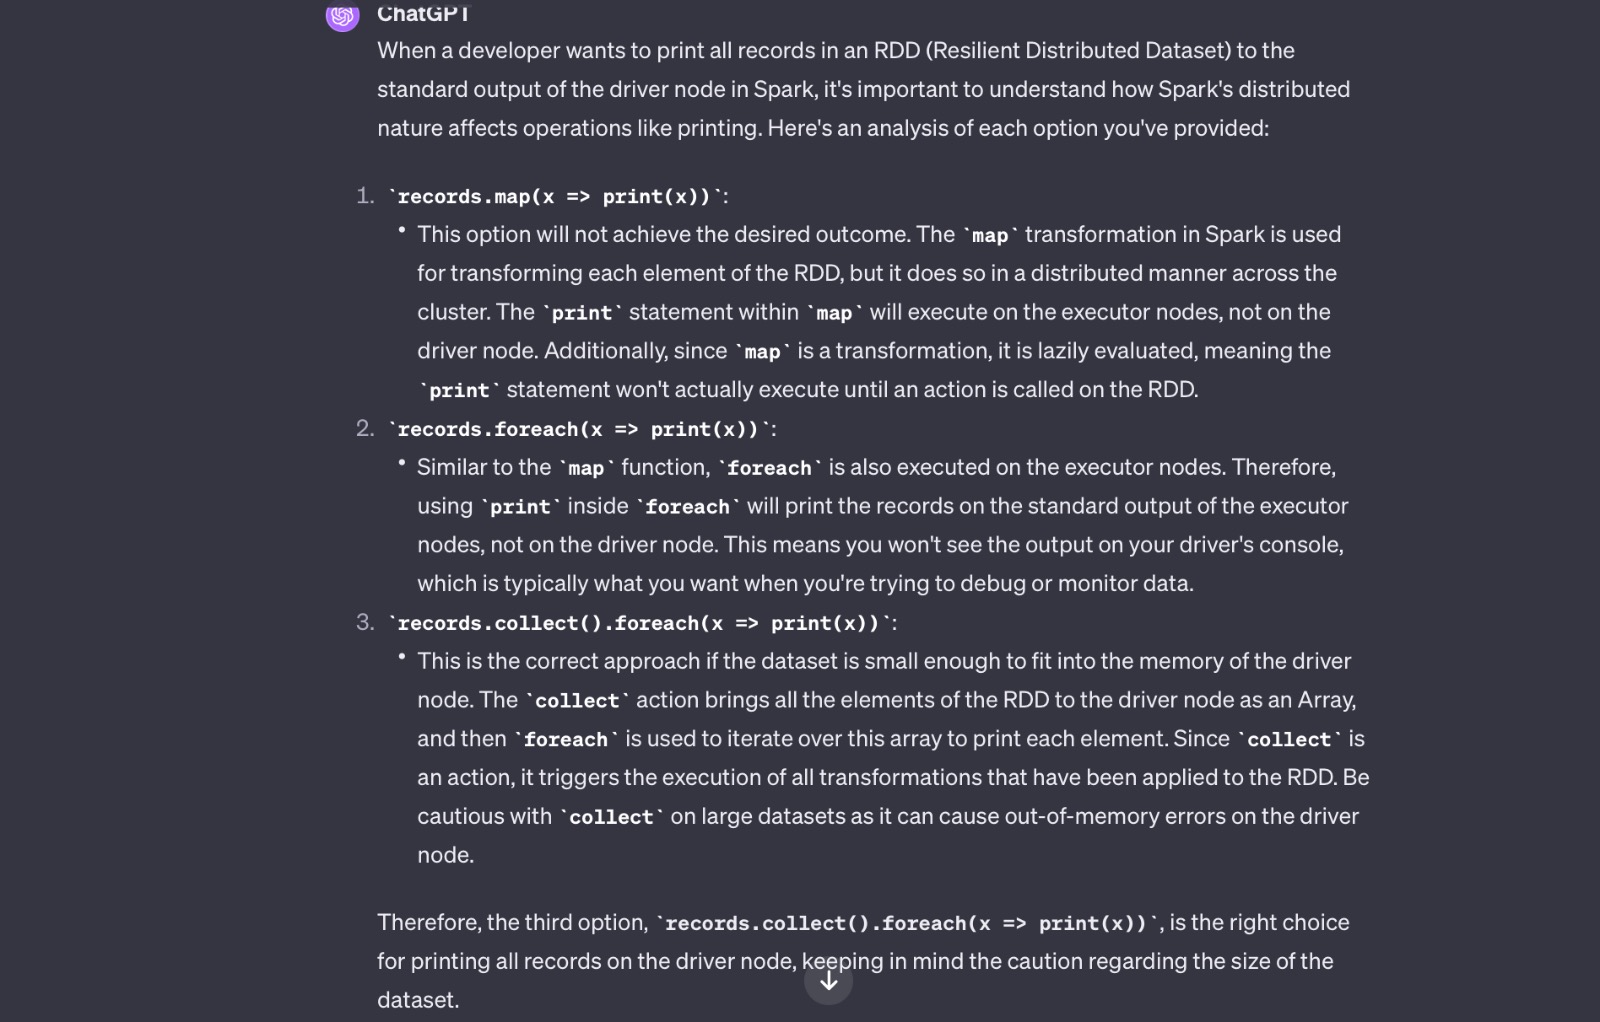 ChatGPT
When a developer wants to print all records in an RDD (Resilient Distributed Dataset) to the
standard output of the driver node in Spark, it's important to understand how Spark's distributed
nature affects operations like printing. Here's an analysis of each option you've provided:
1. `records.map(x => print(x))`:
• This option will not achieve the desired outcome. The `map` transformation in Spark is used
for transforming each element of the RDD, but it does so in a distributed manner across the
cluster. The `print` statement within `map` will execute on the executor nodes, not on the
driver node. Additionally, since `map` is a transformation, it is lazily evaluated, meaning the
`print` statement won't actually execute until an action is called on the RDD.
2. `records.foreach(x => print(x))`:
• Similar to the `map` function, `foreach` is also executed on the executor nodes. Therefore,
using `print` inside `foreach` will print the records on the standard output of the executor
nodes, not on the driver node. This means you won't see the output on your driver's console,
which is typically what you want when you're trying to debug or monitor data.
3. `records.collect().foreach(x => print(x))`:
• This is the correct approach if the dataset is small enough to fit into the memory of the driver
node. The `collect` action brings all the elements of the RDD to the driver node as an Array,
and then `foreach` is used to iterate over this array to print each element. Since `collect` is
an action, it triggers the execution of all transformations that have been applied to the RDD. Be
cautious with `collect` on large datasets as it can cause out-of-memory errors on the driver
node.
Therefore, the third option, `records.collect().foreach(x => print(x))`, is the right choice
for printing all records on the driver node, keeping in mind the caution regarding the size of the
dataset.